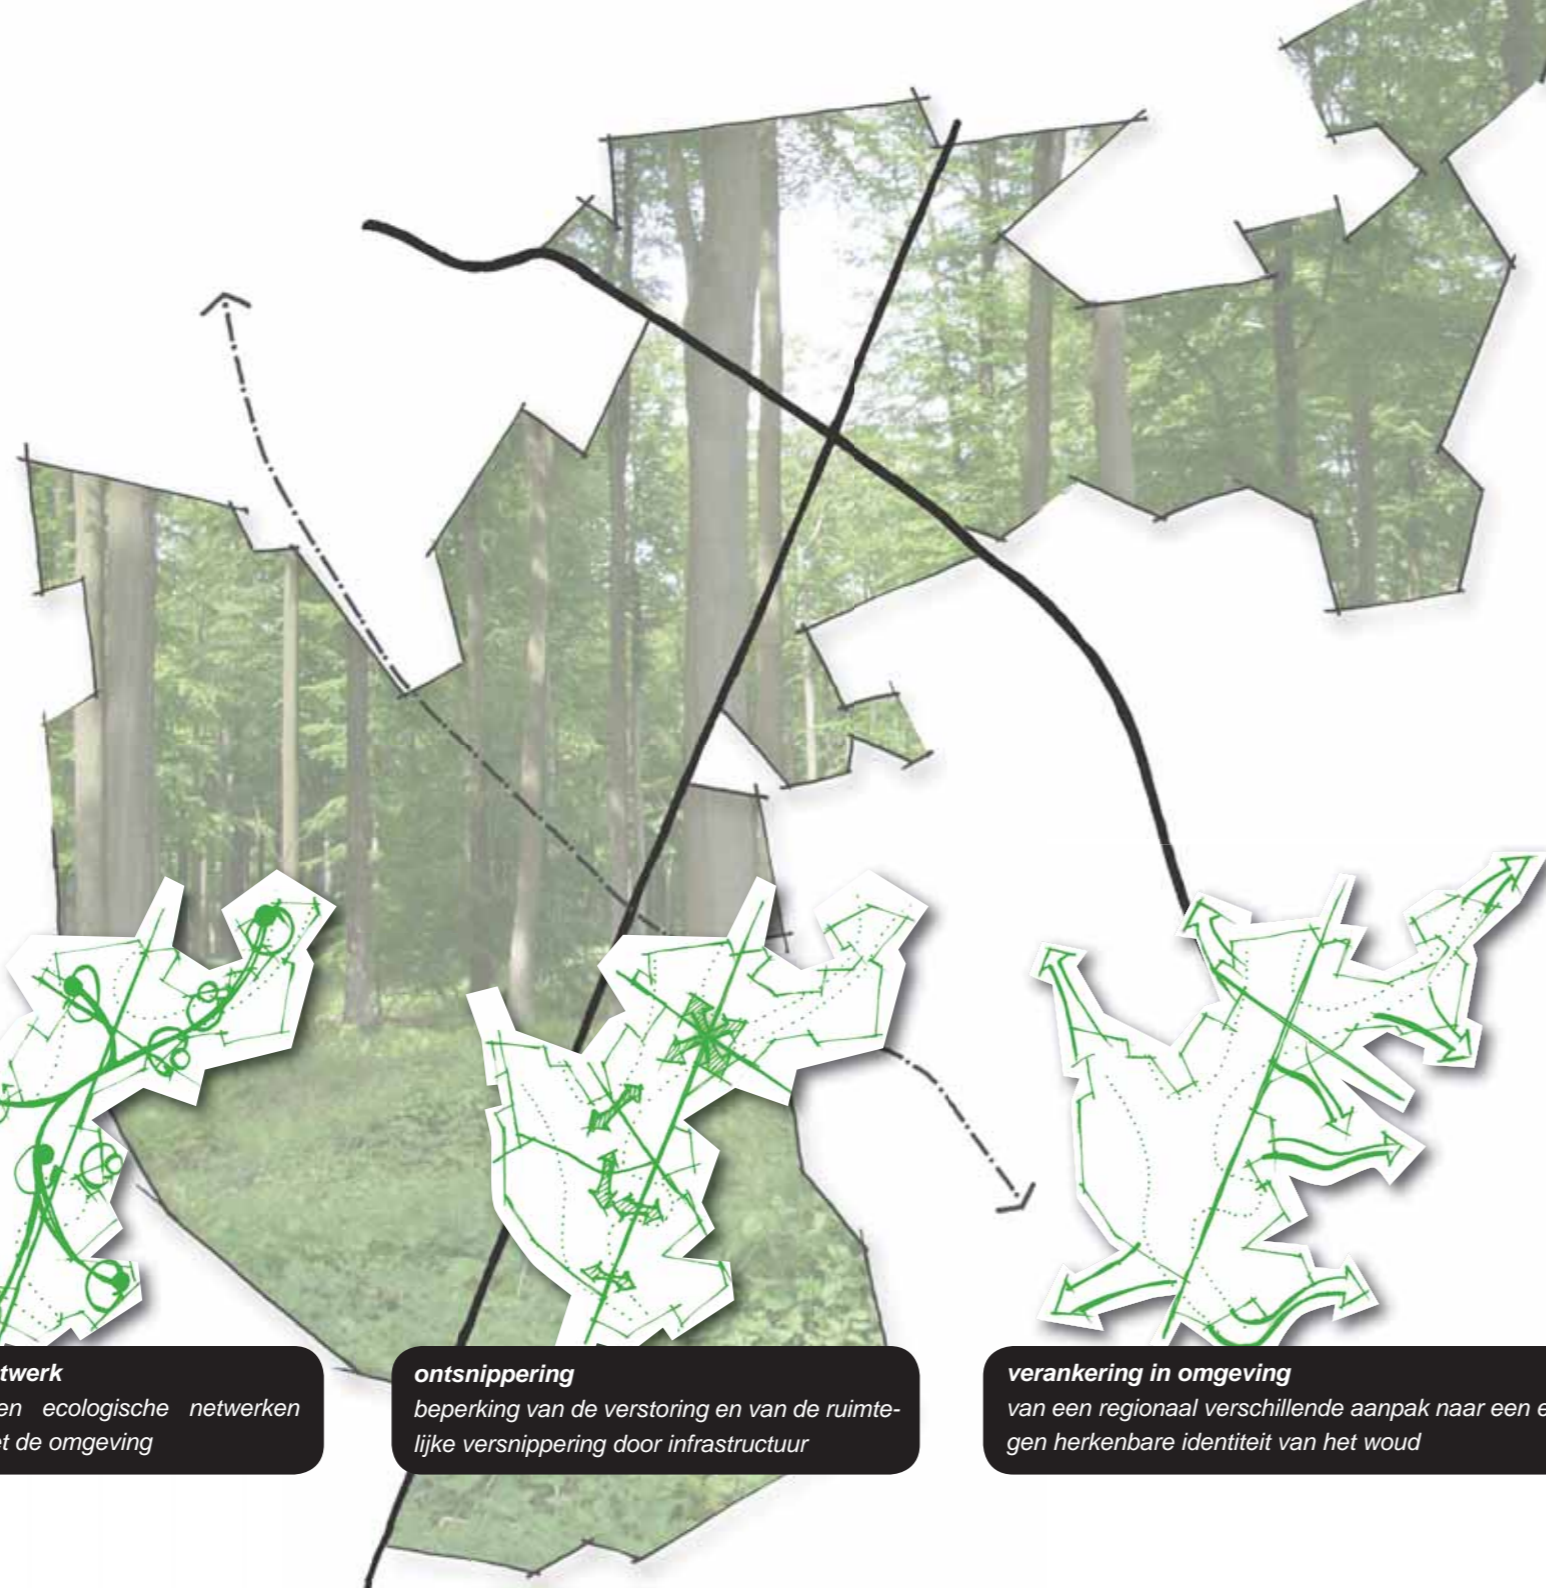 twerk
en ecologische netwerken
et de omgeving
ontsnippering
beperking van de verstoring en van de ruimte-
lijke versnippering door infrastructuur
verankering in omgeving
van een regionaal verschillende aanpak naar een e
gen herkenbare identiteit van het woud